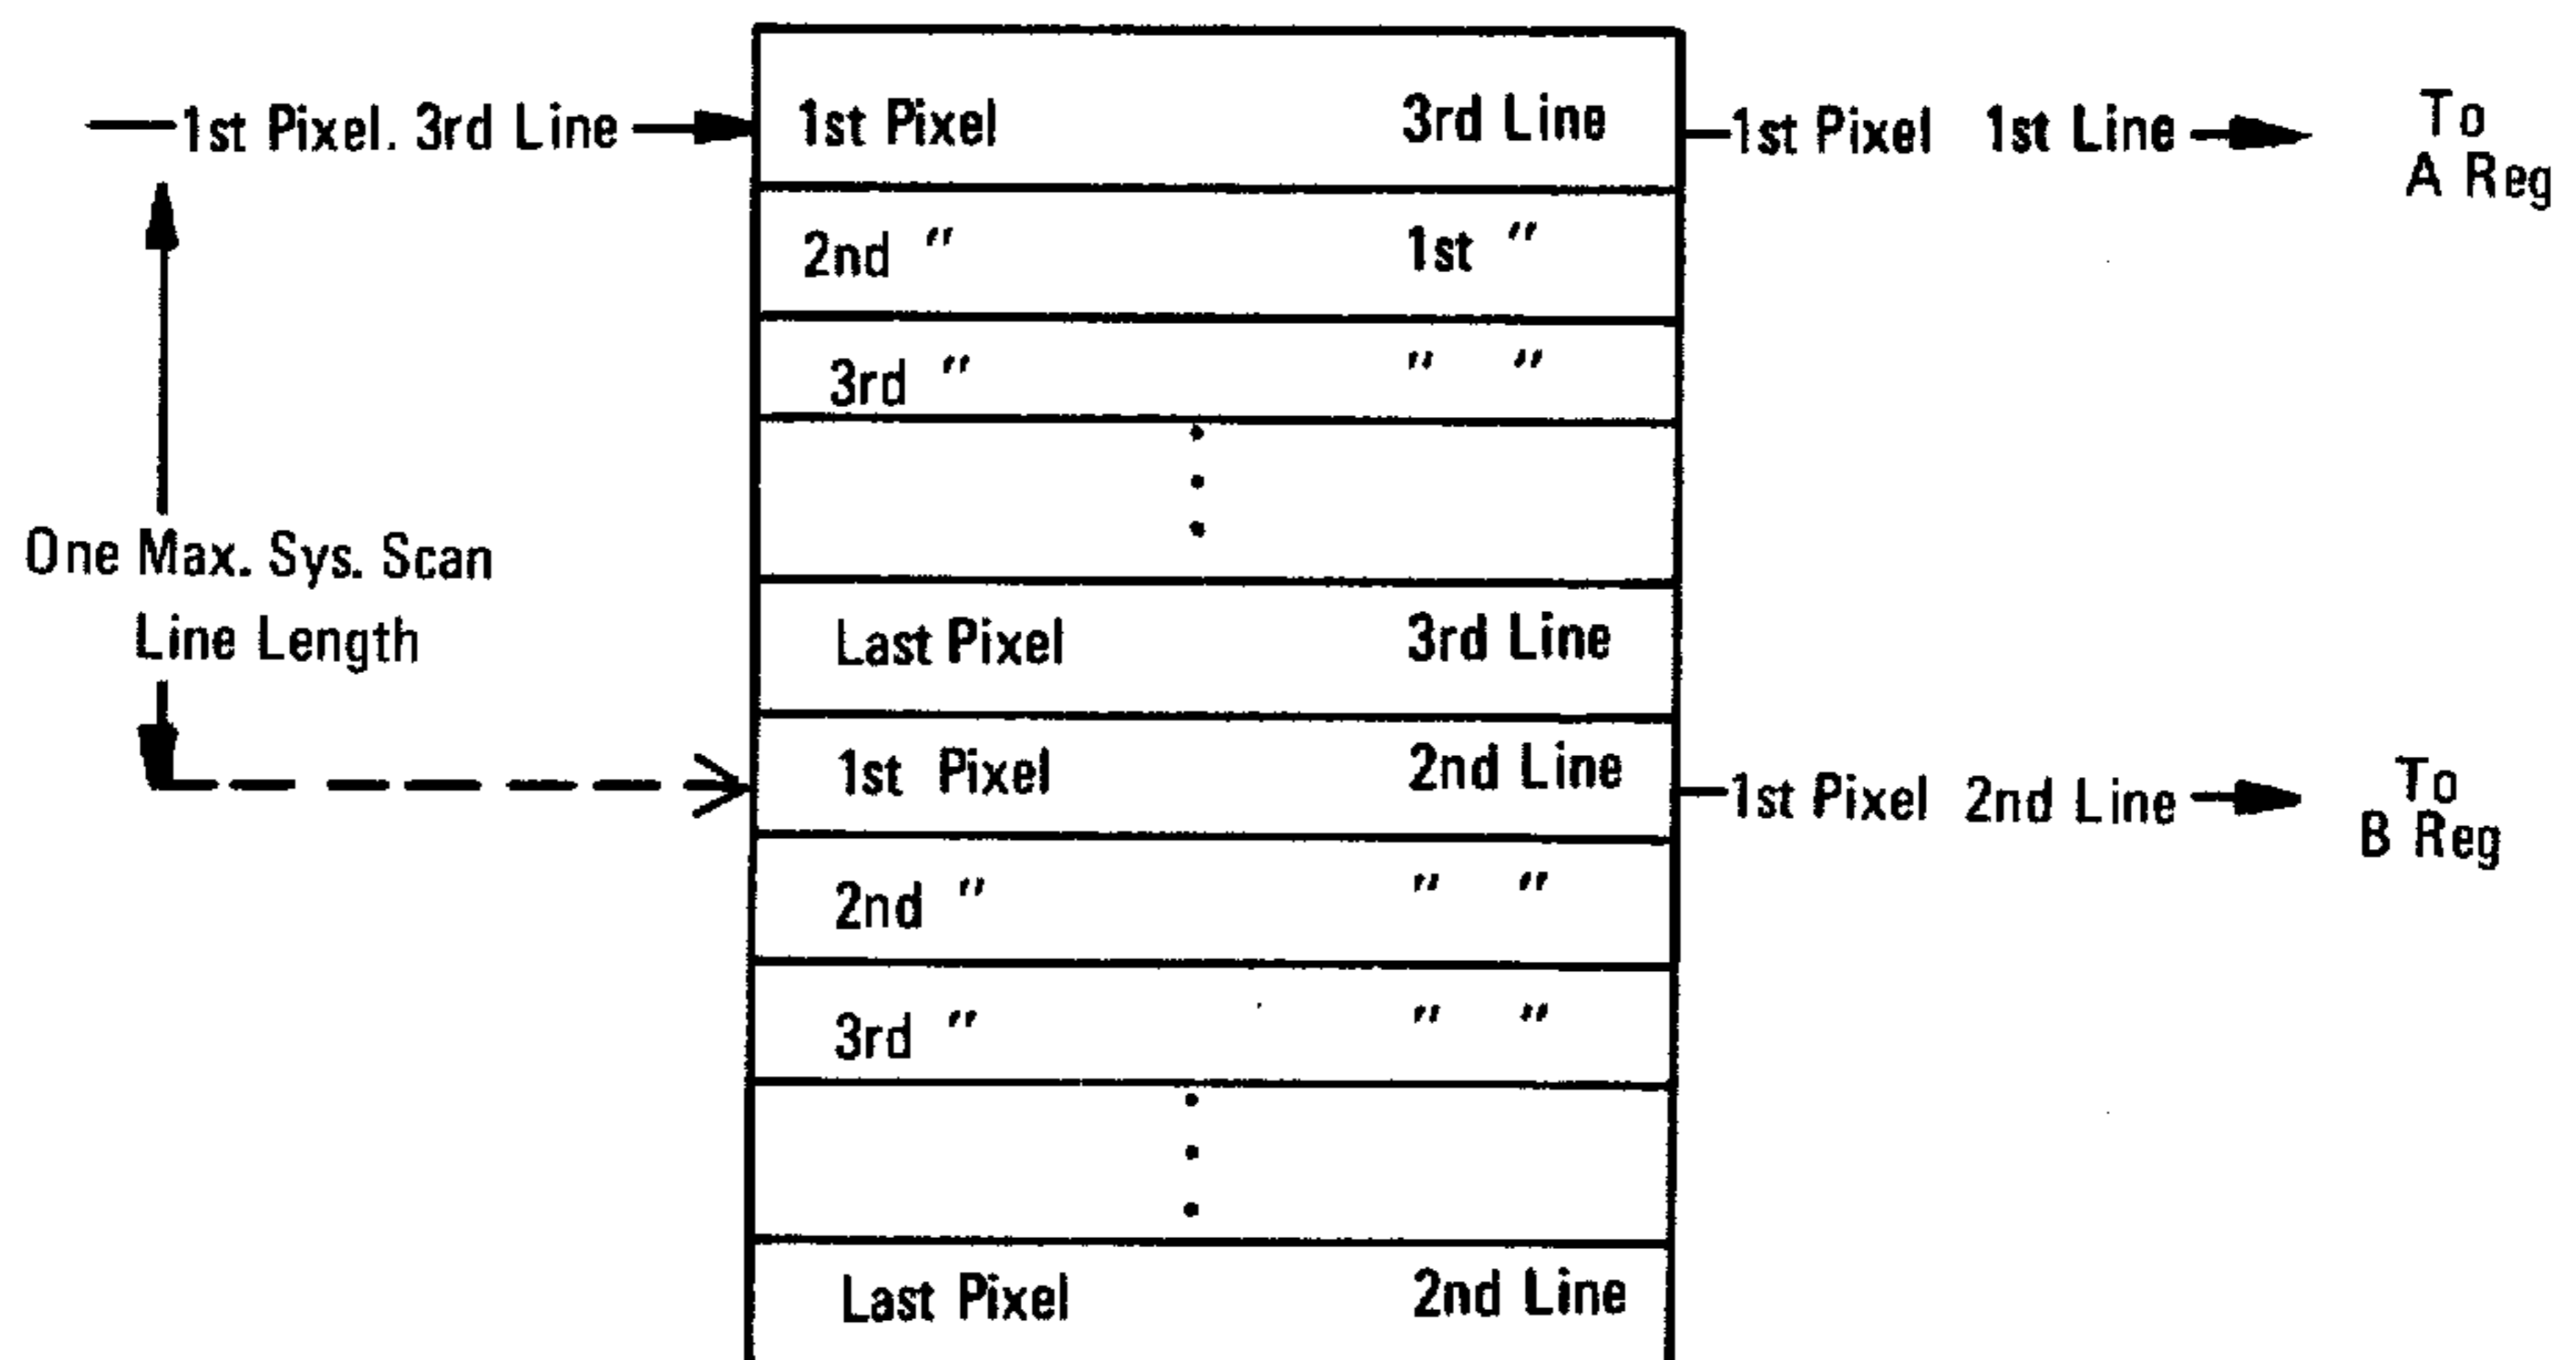 1st Pixel. 3rd Line
1st Pixel 3rd Line
1st Pixel 1st Line
To
A Reg
2nd " 1st "
3rd " " "
One Max. Sys. Scan
Line Length
Last Pixel 3rd Line
1st Pixel 2nd Line
1st Pixel 2nd Line
To
B Reg
2nd " " "
3rd " " "
Last Pixel 2nd Line